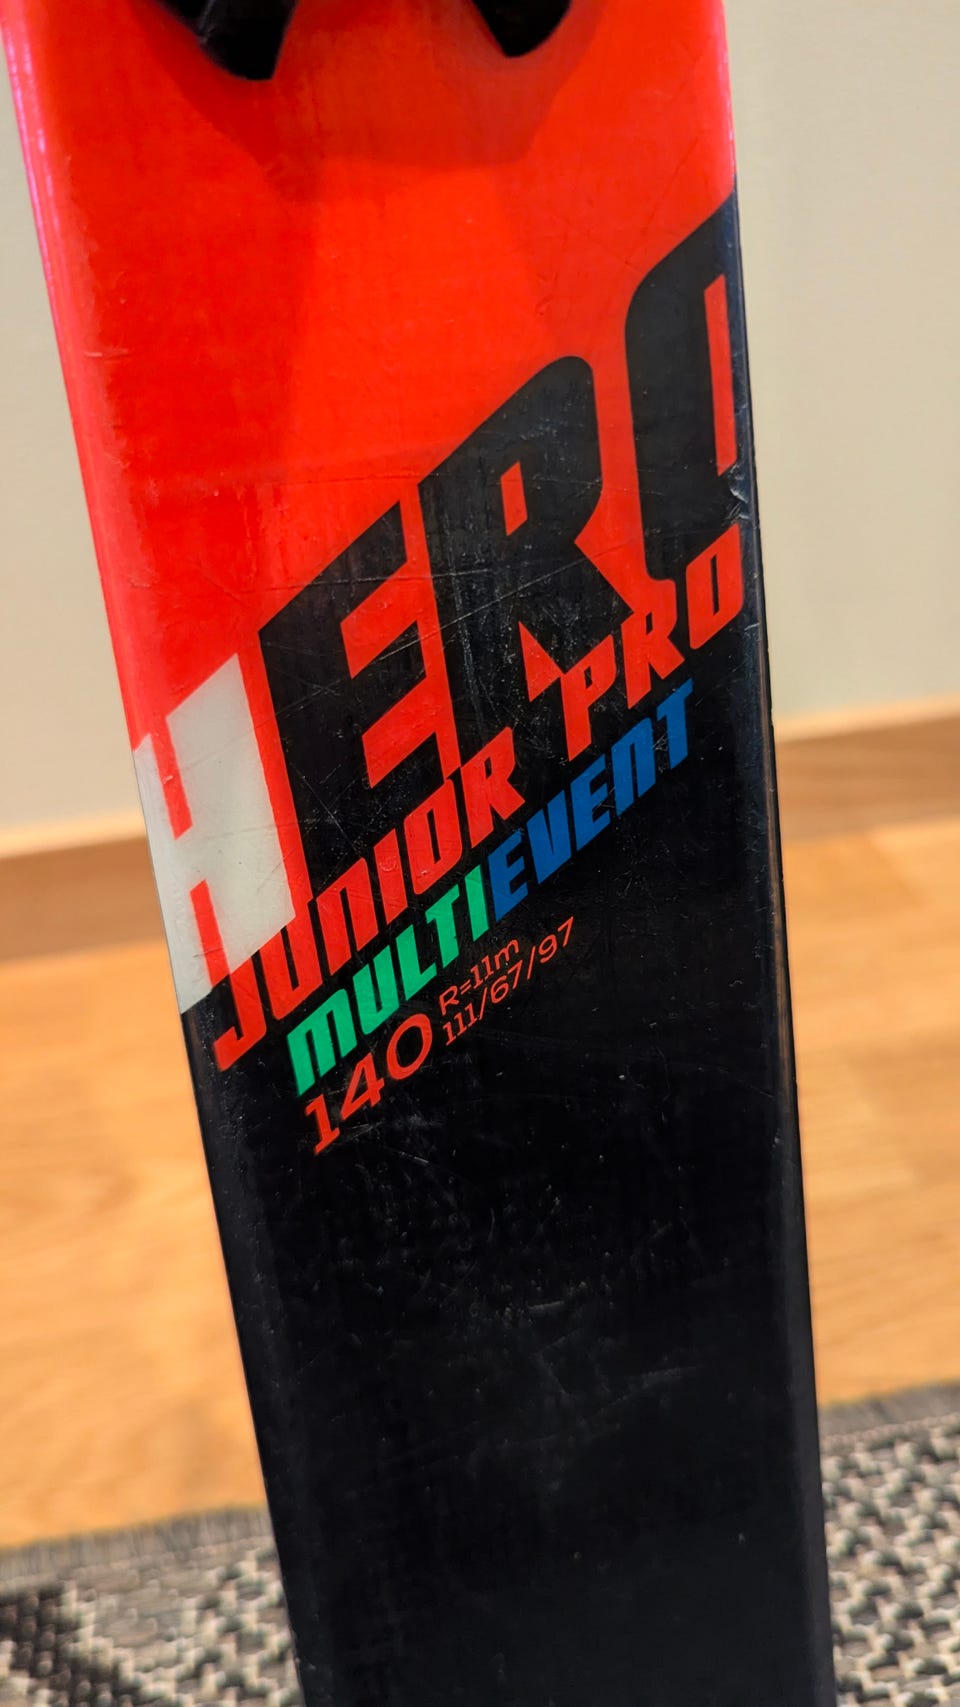 HERO
JUNIOR PRO
MULTIEVENT
140 R=11m
111/67/97